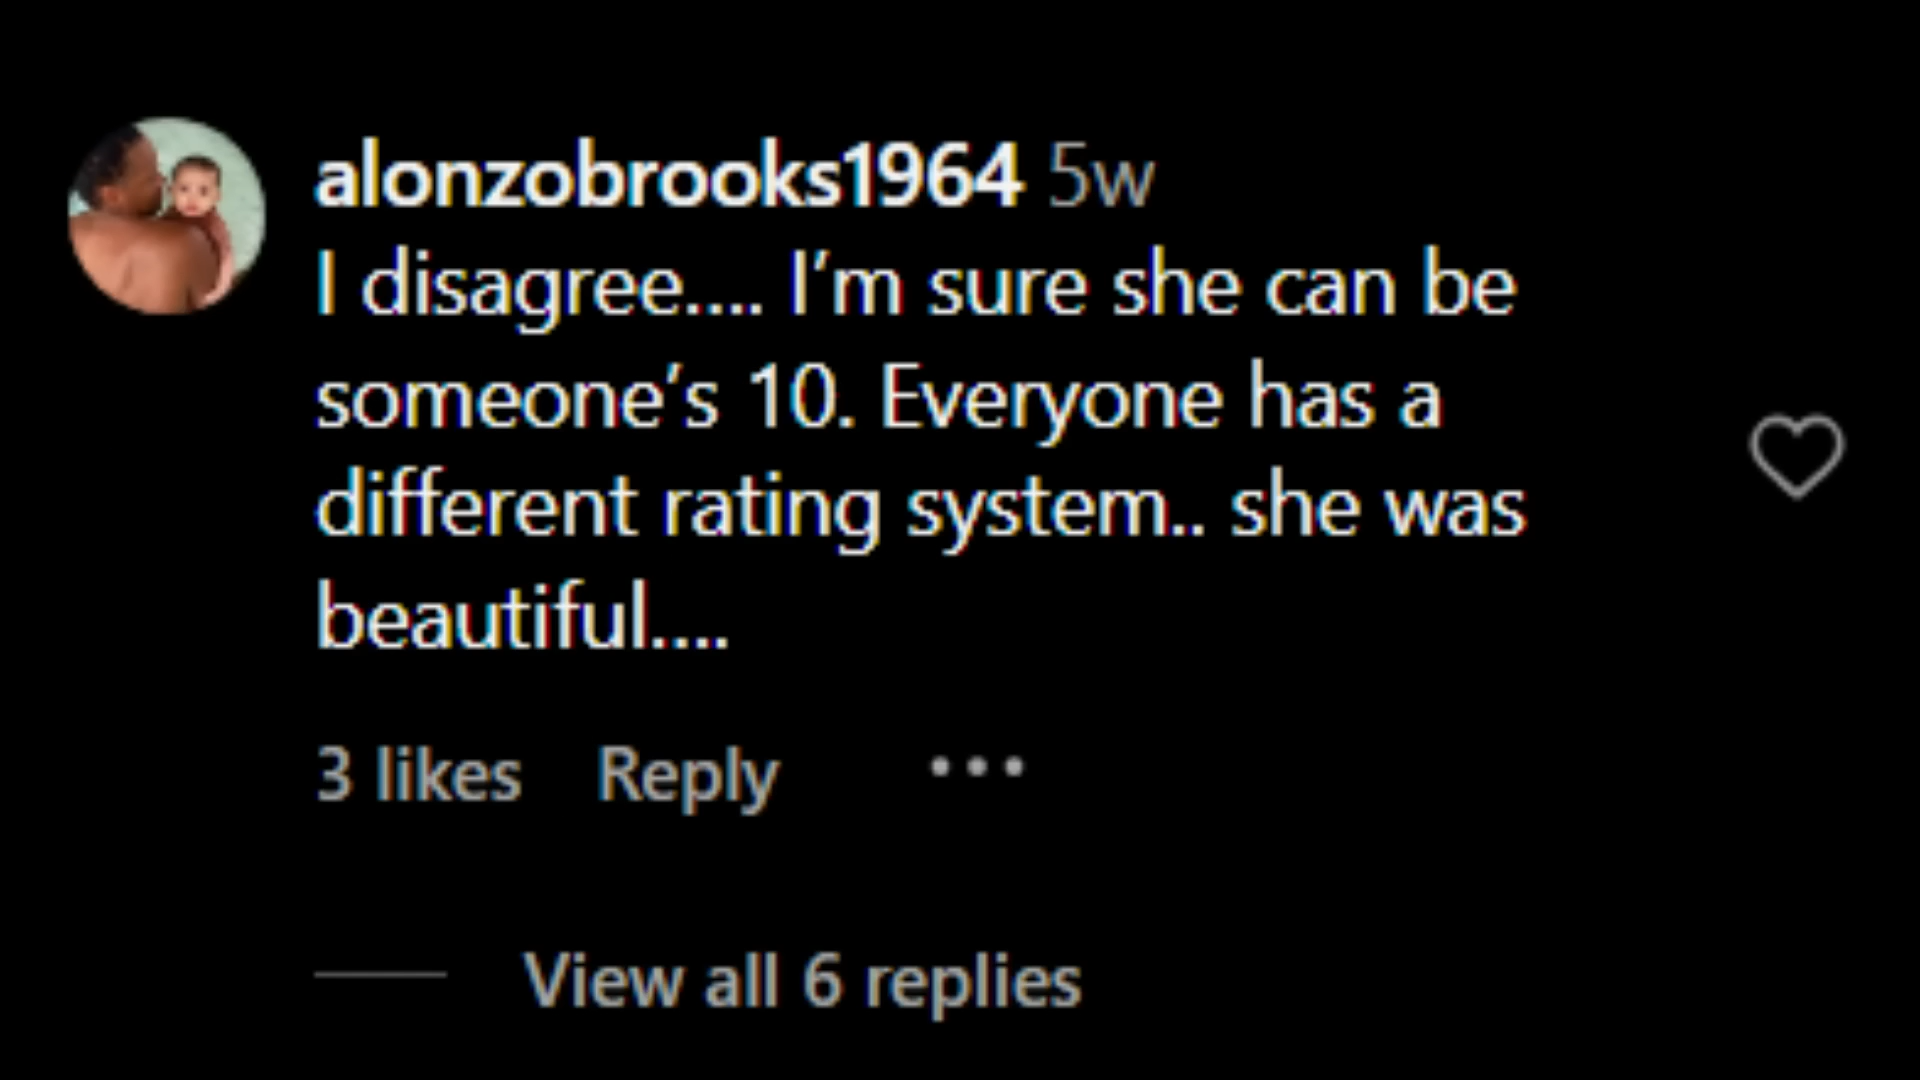 alonzobrooks1964 5w
I disagree.... I’m sure she can be
someone’s 10. Everyone has a
different rating system.. she was
beautiful....
3 likes Reply •••
View all 6 replies